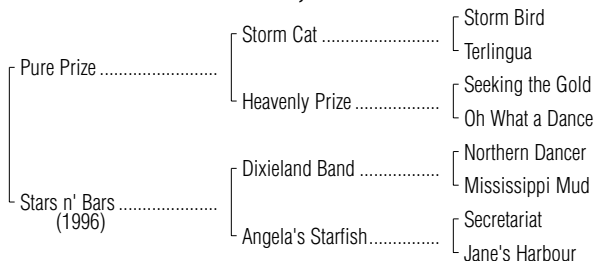 Storm Bird
Storm Cat ........................
Terlingua
Pure Prize ........................
Seeking the Gold
Heavenly Prize .................
Oh What a Dance
Northern Dancer
Dixieland Band ................
Mississippi Mud
Stars n' Bars ....................
(1996)
Secretariat
Angela's Starfish..............
Jane's Harbour